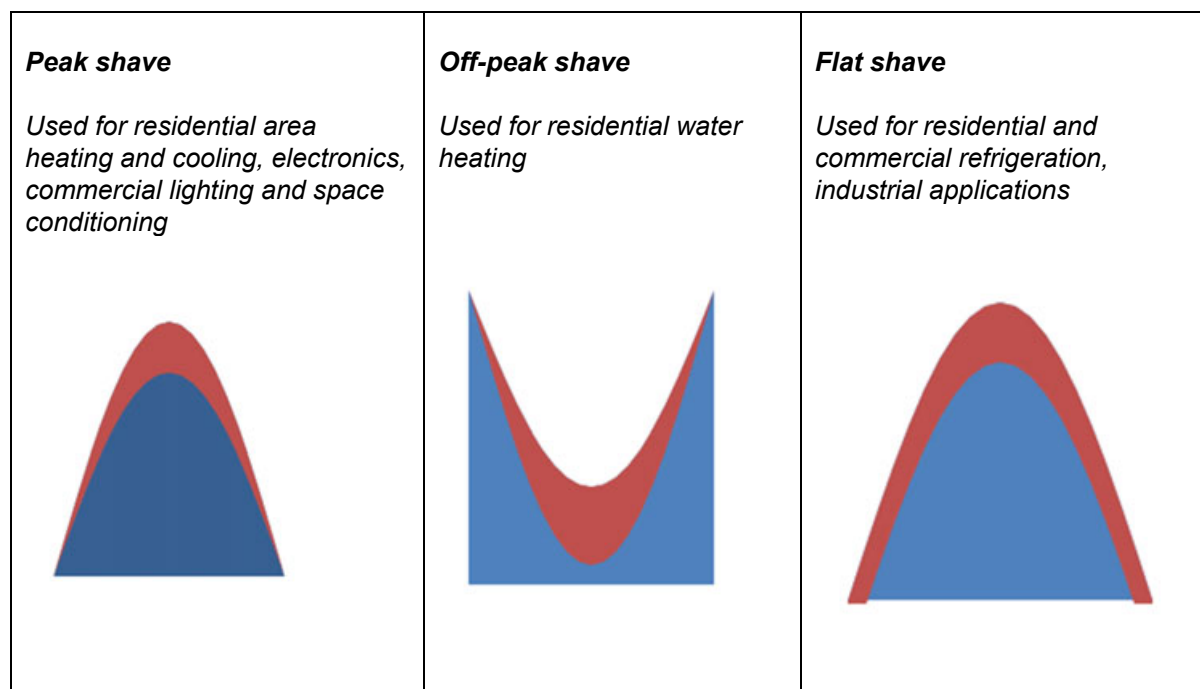 Peak shave
Used for residential area
heating and cooling, electronics,
commercial lighting and space
conditioning
Off-peak shave
Used for residential water
heating
Flat shave
Used for residential and
commercial refrigeration,
industrial applications